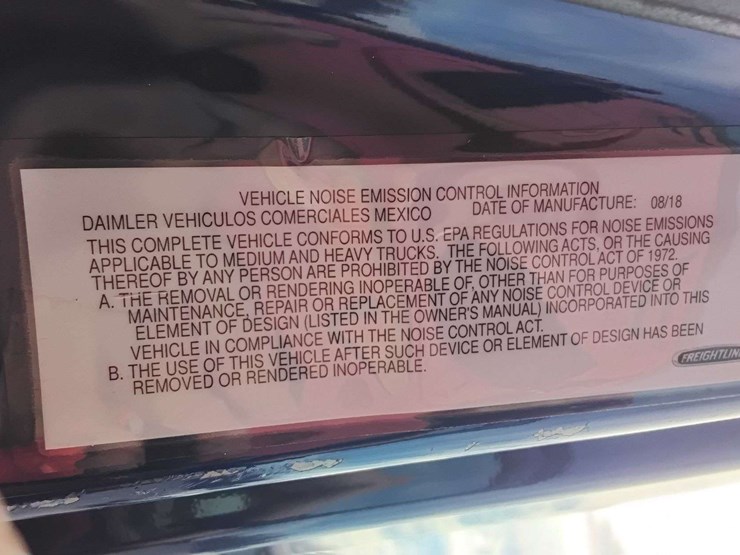 VEHICLE NOISE EMISSION CONTROL INFORMATION
DAIMLER VEHICULOS COMERCIALES MEXICO DATE OF MANUFACTURE: 08/18
THIS COMPLETE VEHICLE CONFORMS TO U.S. EPA REGULATIONS FOR NOISE EMISSIONS
APPLICABLE TO MEDIUM AND HEAVY TRUCKS. THE FOLLOWING ACTS, OR THE CAUSING
THEREOF BY ANY PERSON ARE PROHIBITED BY THE NOISE CONTROL ACT OF 1972.
A. THE REMOVAL OR RENDERING INOPERABLE OF, OTHER THAN FOR PURPOSES OF
MAINTENANCE, REPAIR OR REPLACEMENT OF ANY NOISE CONTROL DEVICE OR
ELEMENT OF DESIGN (LISTED IN THE OWNER'S MANUAL) INCORPORATED INTO THIS
VEHICLE IN COMPLIANCE WITH THE NOISE CONTROL ACT.
B. THE USE OF THIS VEHICLE AFTER SUCH DEVICE OR ELEMENT OF DESIGN HAS BEEN
REMOVED OR RENDERED INOPERABLE.
FREIGHTLIN